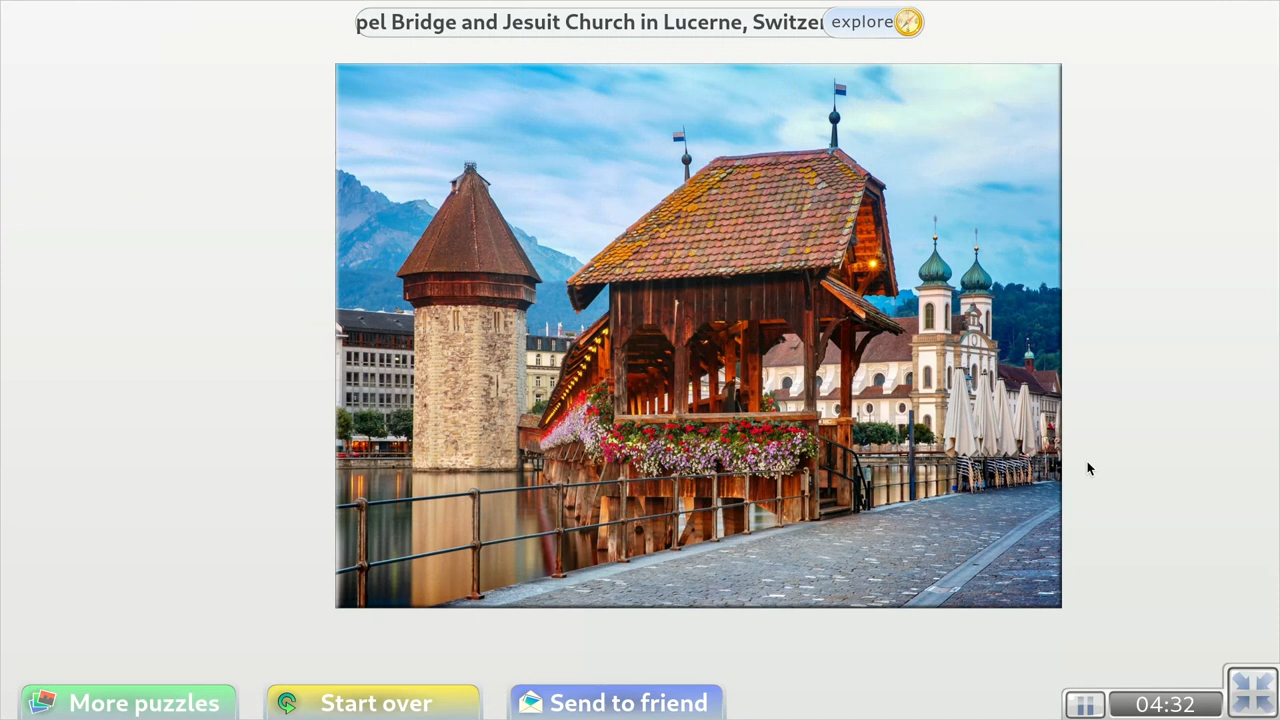 pel Bridge and Jesuit Church in Lucerne, Switzer
explore
More puzzles
Start over
Send to friend
04:32